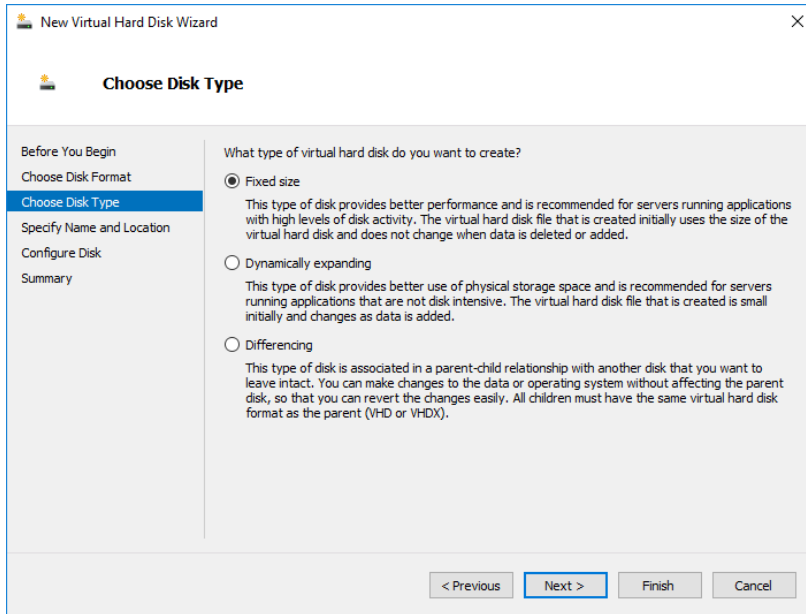 New Virtual Hard Disk Wizard
Choose Disk Type
Before You Begin
Choose Disk Format
Choose Disk Type
Specify Name and Location
Configure Disk
Summary
What type of virtual hard disk do you want to create?
Fixed size
This type of disk provides better performance and is recommended for servers running applications
with high levels of disk activity. The virtual hard disk file that is created initially uses the size of the
virtual hard disk and does not change when data is deleted or added.
Dynamically expanding
This type of disk provides better use of physical storage space and is recommended for servers
running applications that are not disk intensive. The virtual hard disk file that is created is small
initially and changes as data is added.
Differencing
This type of disk is associated in a parent-child relationship with another disk that you want to
leave intact. You can make changes to the data or operating system without affecting the parent
disk, so that you can revert the changes easily. All children must have the same virtual hard disk
format as the parent (VHD or VHDX).
< Previous
Next >
Finish
Cancel